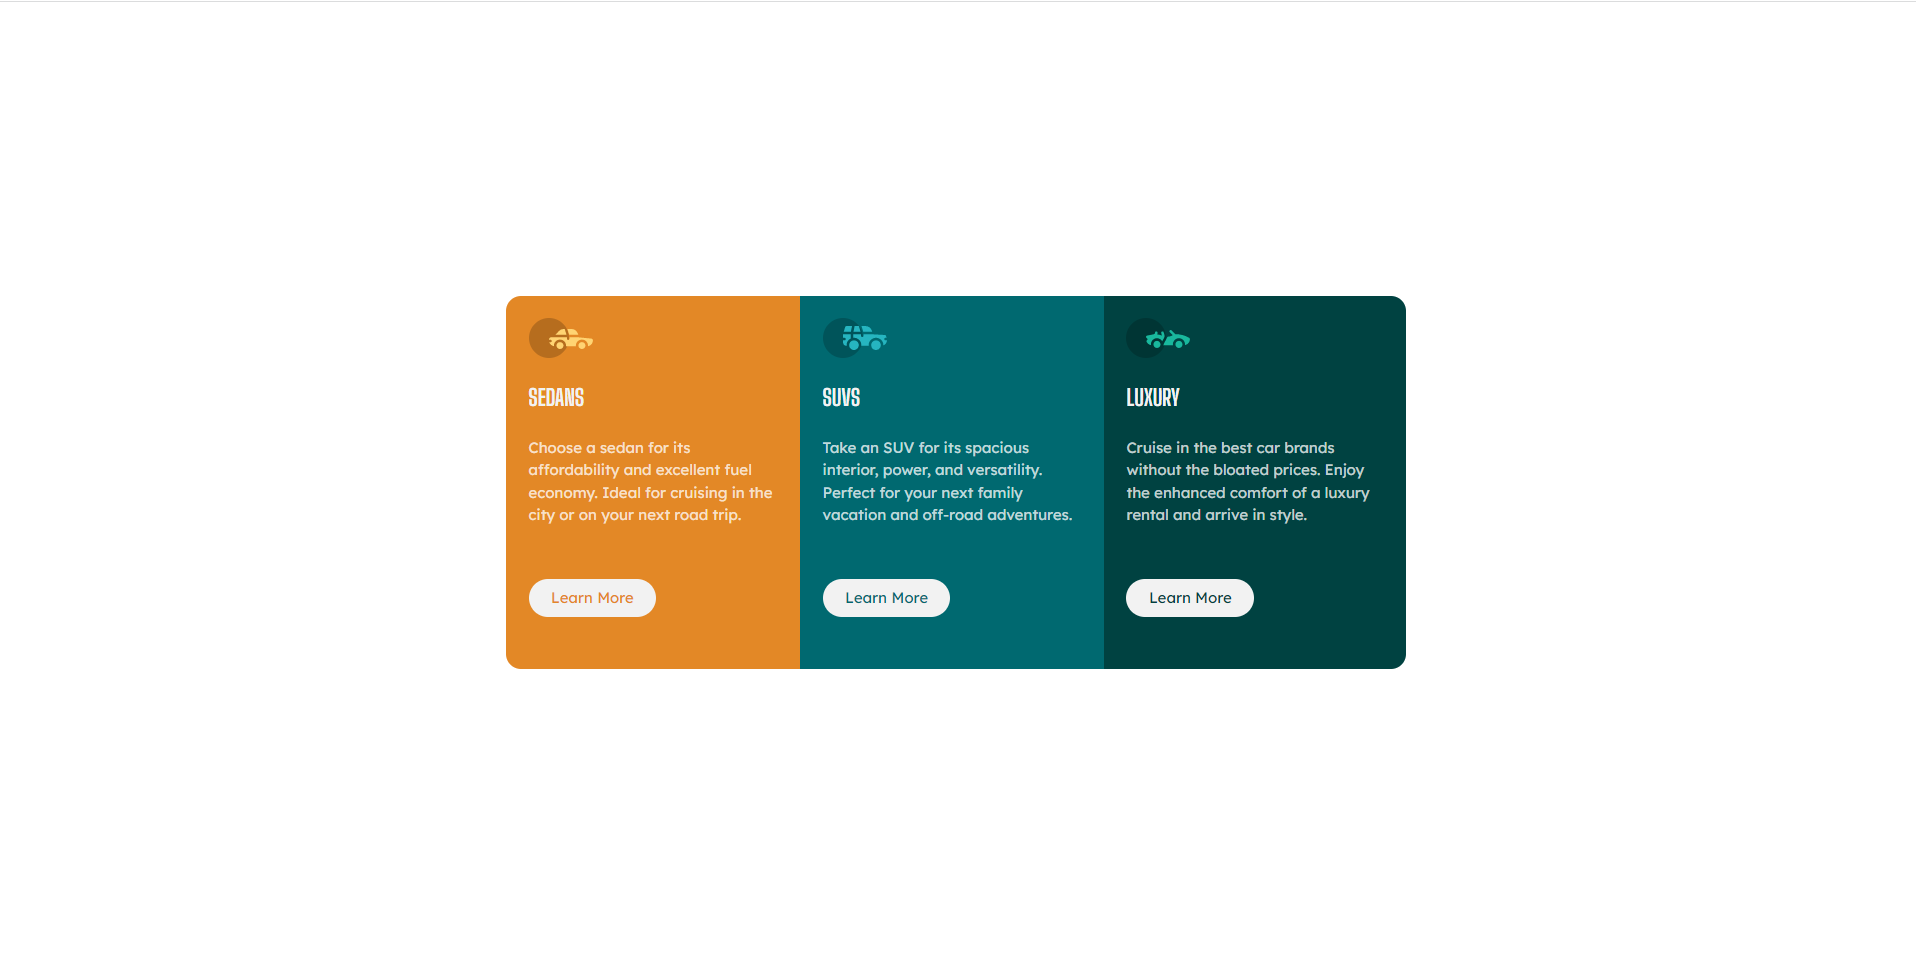 SEDANS
Choose a sedan for its
affordability and excellent fuel
economy. Ideal for cruising in the
city or on your next road trip.
Learn More
SUVS
Take an SUV for its spacious
interior, power, and versatility.
Perfect for your next family
vacation and off-road adventures.
Learn More
LUXURY
Cruise in the best car brands
without the bloated prices. Enjoy
the enhanced comfort of a luxury
rental and arrive in style.
Learn More